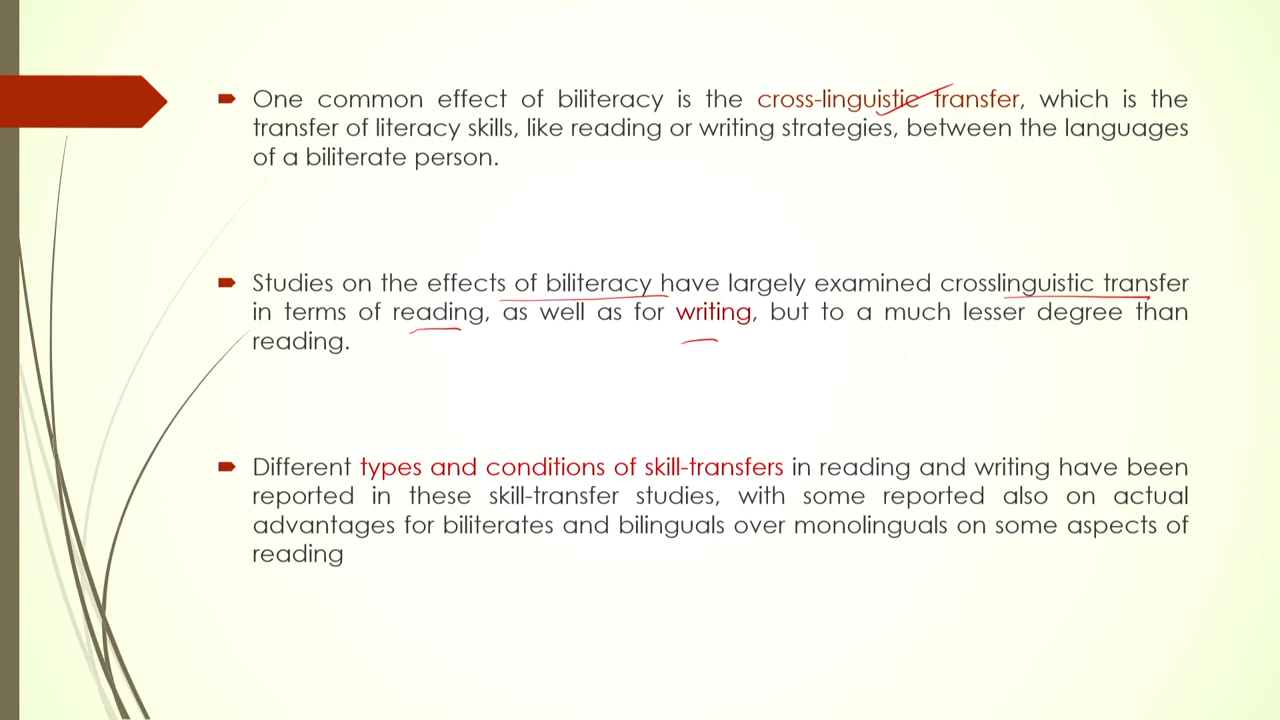 One common effect of biliteracy is the cross-linguistic transfer, which is the
transfer of literacy skills, like reading or writing strategies, between the languages
of a biliterate person.
Studies on the effects of biliteracy have largely examined crosslinguistic transfer
in terms of reading, as well as for writing, but to a much lesser degree than
reading.
Different types and conditions of skill-transfers in reading and writing have been
reported in these skill-transfer studies, with some reported also on actual
advantages for biliterates and bilinguals over monolinguals on some aspects of
reading